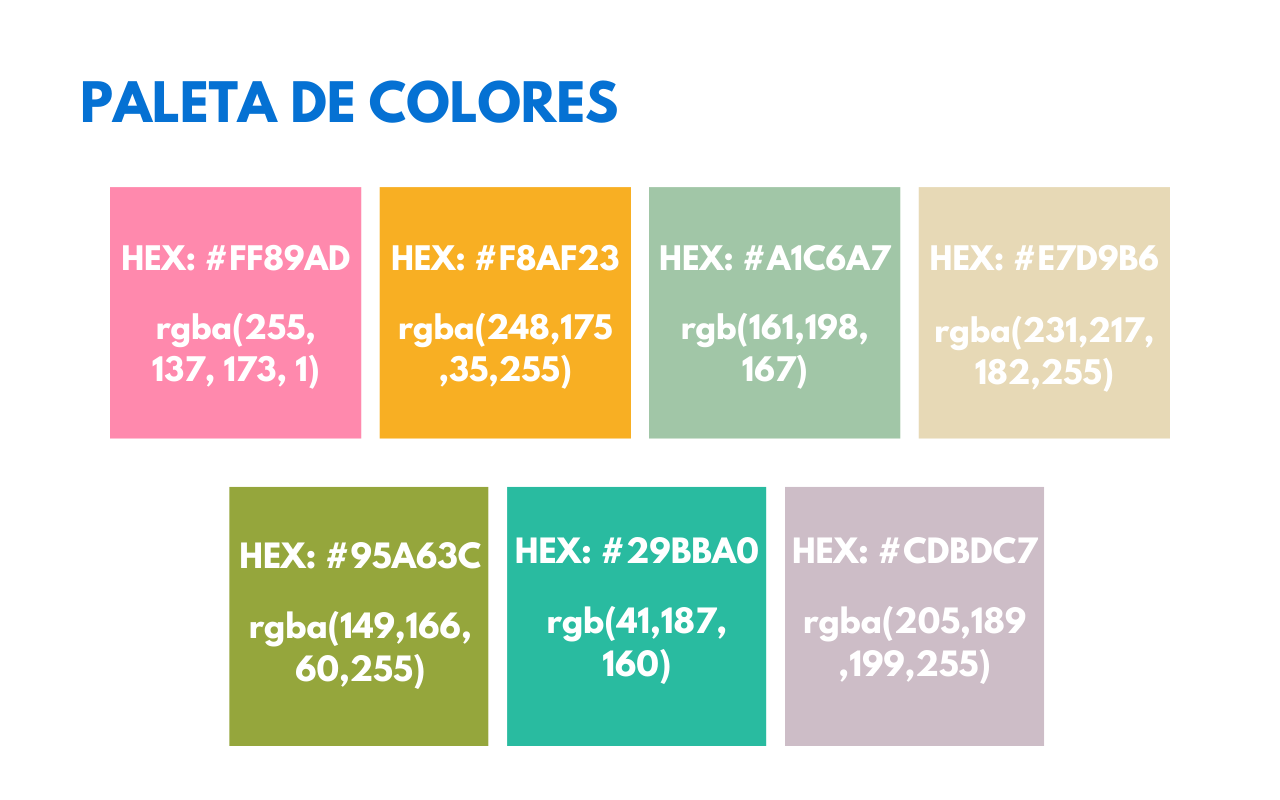 PALETA DE COLORES
HEX: #FF89AD
rgba(255,
137, 173, 1)
HEX: #F8AF23
rgba(248,175
,35,255)
HEX: #A1C6A7
rgb(161,198,
167)
HEX: #E7D9B6
rgba(231,217,
182,255)
HEX: #95A63C
rgba(149,166,
60,255)
HEX: #29BBA0
rgb(41,187,
160)
HEX: #CDBDC7
rgba(205,189
,199,255)